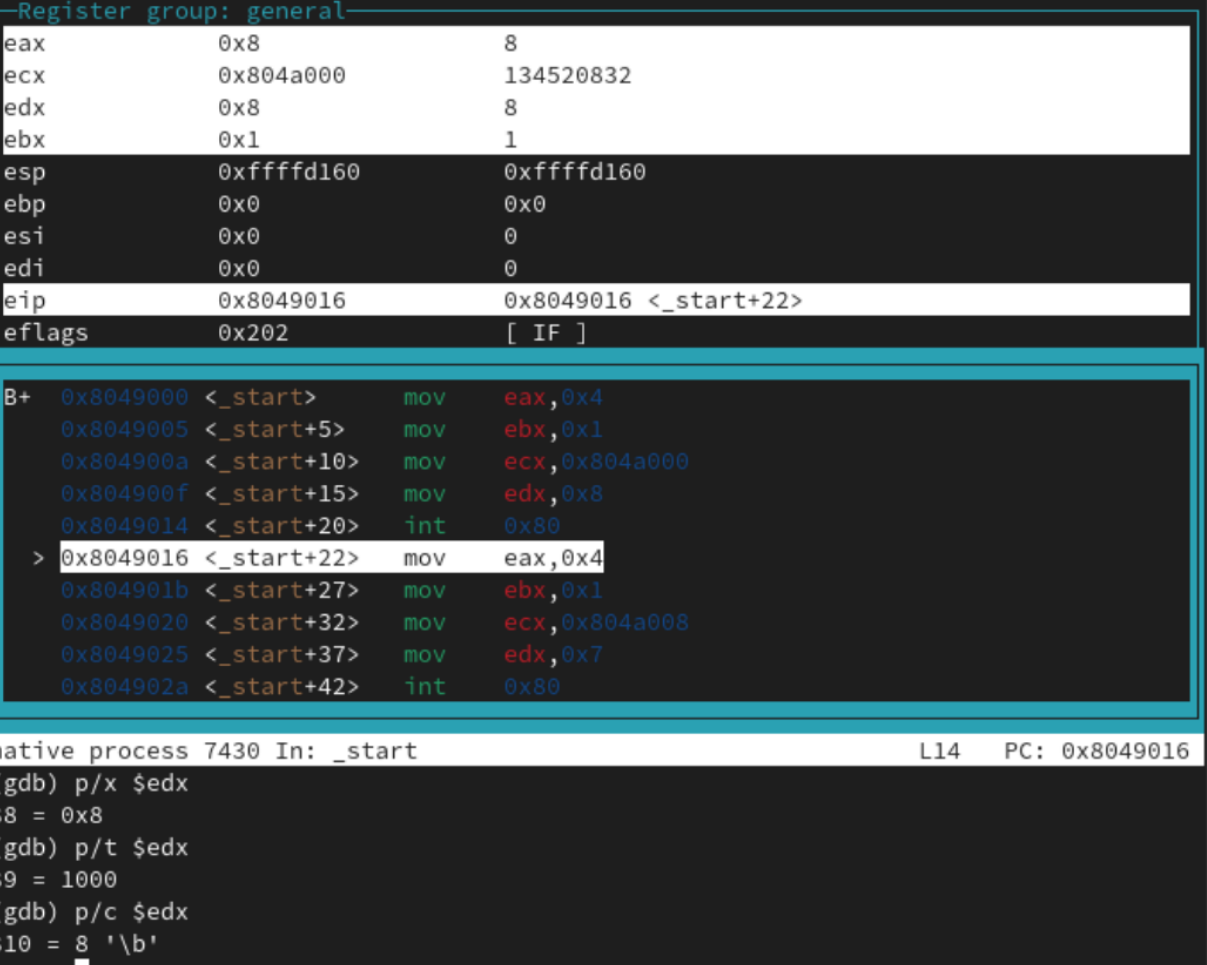 Register group: general
eax 0x8 8
ecx 0x804a000 134520832
edx 0x8 8
ebx 0x1 1
esp 0xffffd160 0xffffd160
ebp 0x0 0x0
esi 0x0 0
edi 0x0 0
eip 0x8049016 0x8049016 <_start+22>
eflags 0x202 [ IF ]
B+ 0x8049000 <_start> mov eax,0x4
0x8049005 <_start+5> mov ebx,0x1
0x804900a <_start+10> mov ecx,0x804a000
0x804900f <_start+15> mov edx,0x8
0x8049014 <_start+20> int 0x80
> 0x8049016 <_start+22> mov eax,0x4
0x804901b <_start+27> mov ebx,0x1
0x8049020 <_start+32> mov ecx,0x804a008
0x8049025 <_start+37> mov edx,0x7
0x804902a <_start+42> int 0x80
native process 7430 In: _start L14 PC: 0x8049016
(gdb) p/x $edx
$8 = 0x8
(gdb) p/t $edx
$9 = 1000
(gdb) p/c $edx
$10 = 8 '\b'